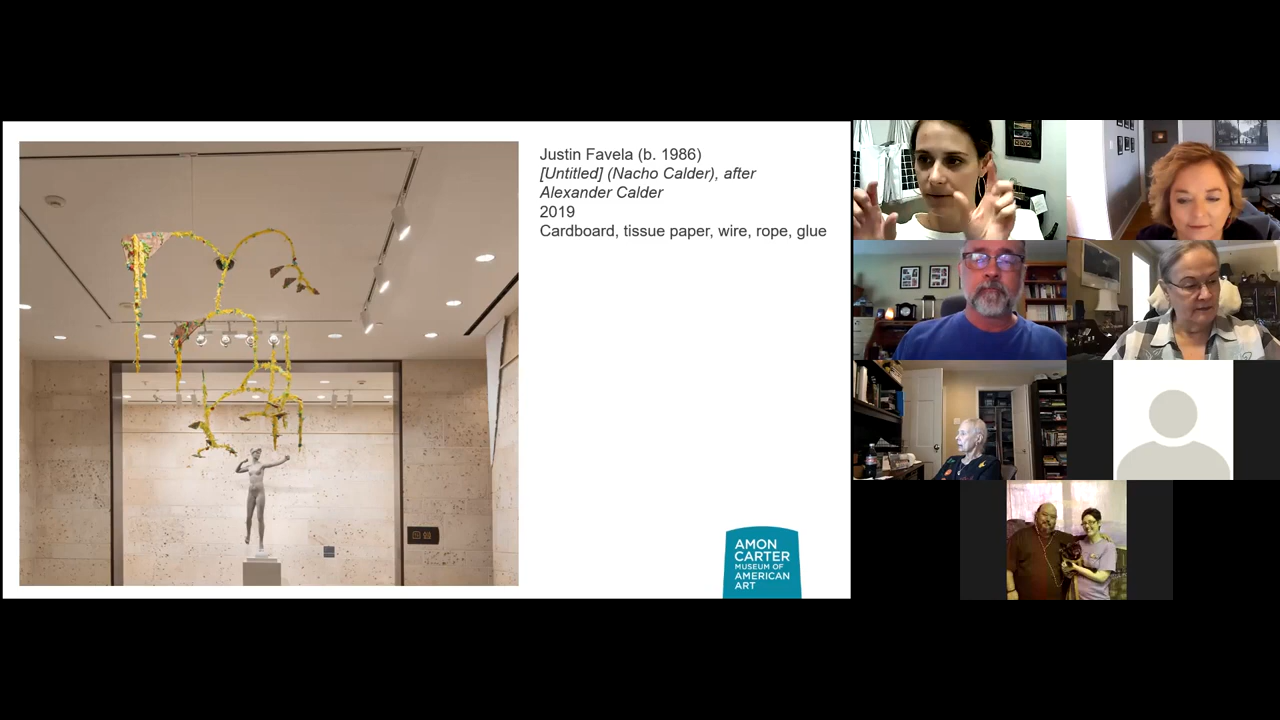 Justin Favela (b. 1986)
[Untitled] (Nacho Calder), after
Alexander Calder
2019
Cardboard, tissue paper, wire, rope, glue
AMON
CARTER
MUSEUM OF
AMERICAN
ART